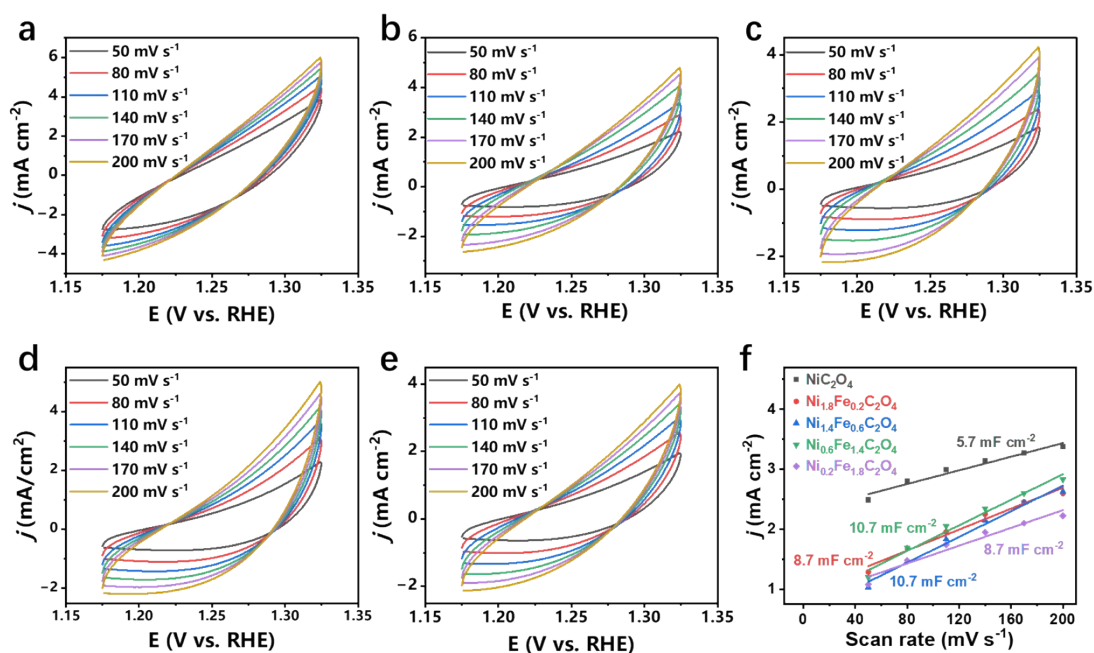 a
50 mV s⁻¹
80 mV s⁻¹
110 mV s⁻¹
140 mV s⁻¹
170 mV s⁻¹
200 mV s⁻¹
6
4
2
0
−2
−4
j (mA cm⁻²)
1.15
1.20
1.25
1.30
1.35
E (V vs. RHE)
b
50 mV s⁻¹
80 mV s⁻¹
110 mV s⁻¹
140 mV s⁻¹
170 mV s⁻¹
200 mV s⁻¹
6
4
2
0
−2
j (mA cm⁻²)
1.15
1.20
1.25
1.30
1.35
E (V vs. RHE)
c
50 mV s⁻¹
80 mV s⁻¹
110 mV s⁻¹
140 mV s⁻¹
170 mV s⁻¹
200 mV s⁻¹
4
2
0
−2
j (mA cm⁻²)
1.15
1.20
1.25
1.30
1.35
E (V vs. RHE)
d
50 mV s⁻¹
80 mV s⁻¹
110 mV s⁻¹
140 mV s⁻¹
170 mV s⁻¹
200 mV s⁻¹
4
2
0
−2
j (mA/cm²)
1.15
1.20
1.25
1.30
1.35
E (V vs. RHE)
e
50 mV s⁻¹
80 mV s⁻¹
110 mV s⁻¹
140 mV s⁻¹
170 mV s⁻¹
200 mV s⁻¹
4
2
0
−2
j (mA cm⁻²)
1.15
1.20
1.25
1.30
1.35
E (V vs. RHE)
f
NiC₂O₄
Ni₁.₈Fe₀.₂C₂O₄
Ni₁.₄Fe₀.₆C₂O₄
Ni₀.₆Fe₁.₄C₂O₄
Ni₀.₂Fe₁.₈C₂O₄
5.7 mF cm⁻²
10.7 mF cm⁻²
8.7 mF cm⁻²
8.7 mF cm⁻²
10.7 mF cm⁻²
4
3
2
1
j (mA cm⁻²)
0
40
80
120
160
200
Scan rate (mV s⁻¹)